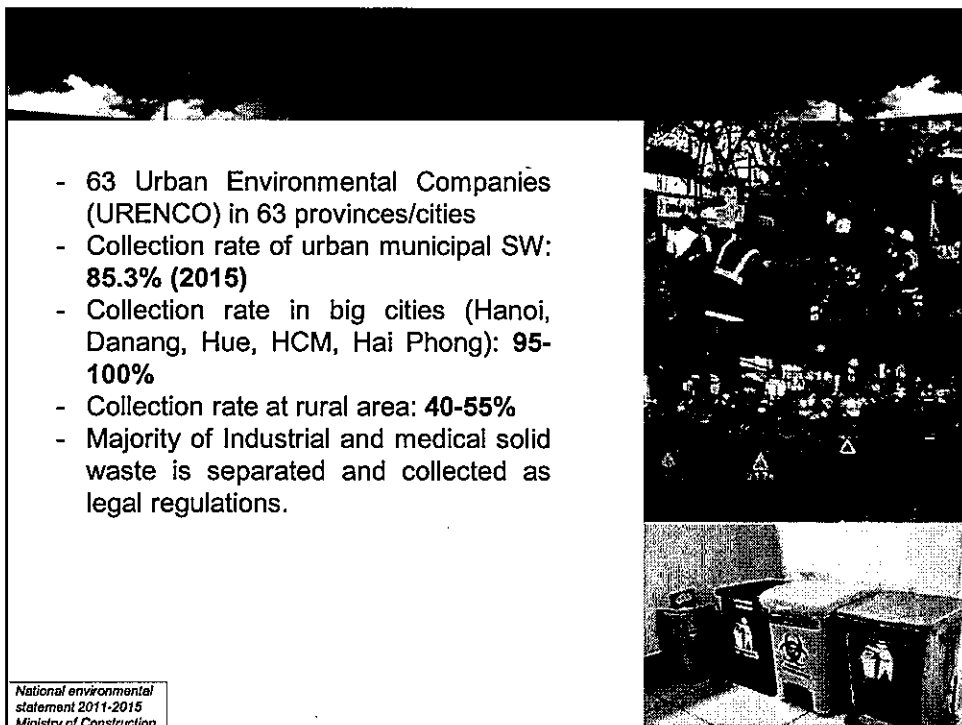 - 63 Urban Environmental Companies
(URENCO) in 63 provinces/cities
- Collection rate of urban municipal SW:
85.3% (2015)
- Collection rate in big cities (Hanoi,
Danang, Hue, HCM, Hai Phong): 95-
100%
- Collection rate at rural area: 40-55%
- Majority of Industrial and medical solid
waste is separated and collected as
legal regulations.
National environmental
statement 2011-2015
Ministry of Construction